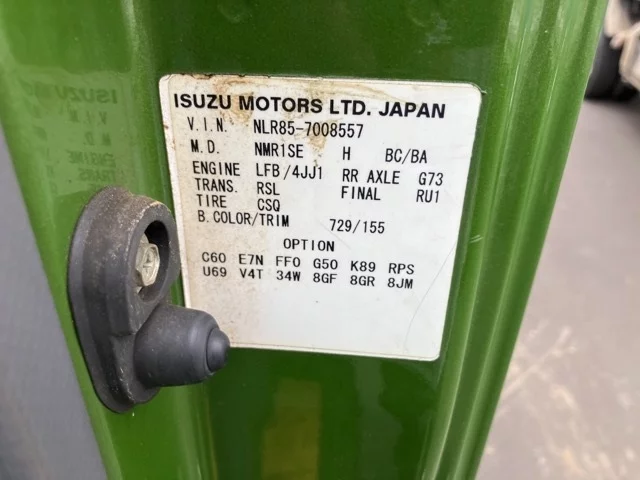 ISUZU MOTORS LTD. JAPAN
V.I.N. NLR85-7008557
M.D. NMR1SE H BC/BA
ENGINE LFB/4JJ1 RR AXLE G73
TRANS. RSL FINAL RU1
TIRE CSQ
B.COLOR/TRIM 729/155
OPTION
C60 E7N FF0 G50 K89 RPS
U69 V4T 34W 8GF 8GR 8JM